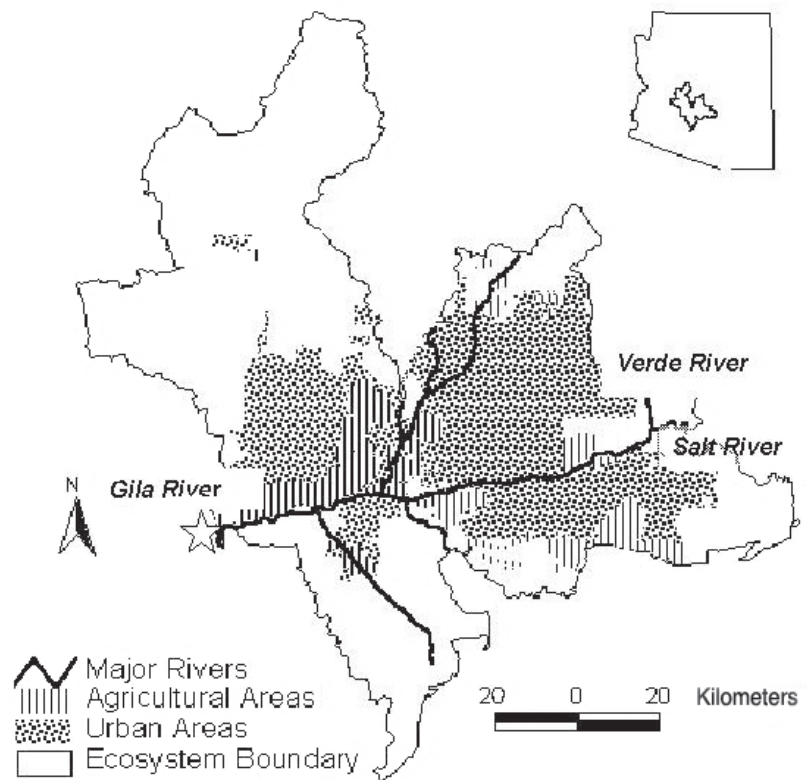 Verde River
Salt River
Gila River
N
Major Rivers
Agricultural Areas
Urban Areas
Ecosystem Boundary
20 0 20 Kilometers